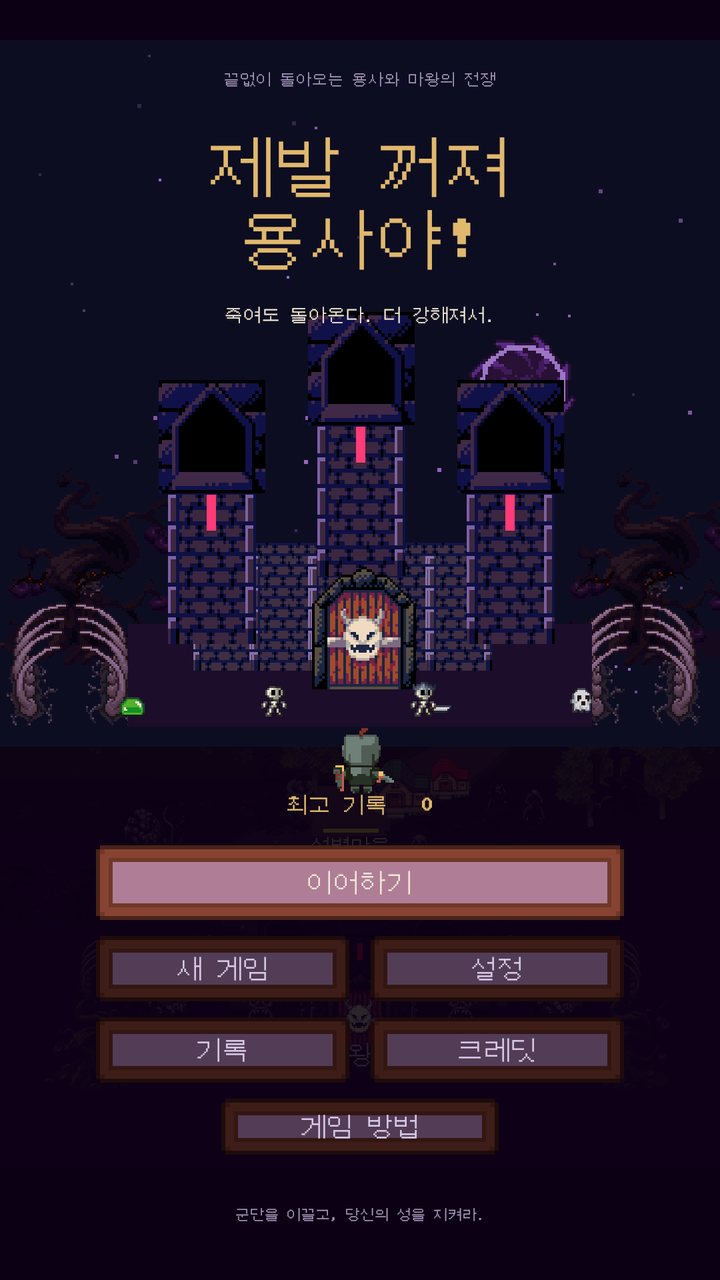 끝없이 돌아오는 용사와 마왕의 전쟁
제발 꺼져
용사야!
죽여도 돌아온다. 더 강해져서.
최고 기록 0
이어하기
새 게임
설정
기록
왕
크레딧
게임 방법
군단을 이끌고, 당신의 성을 지켜라.